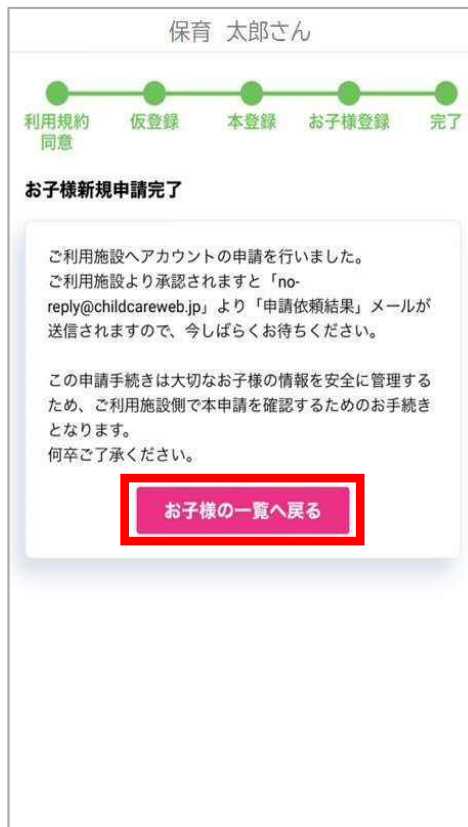 保育 太郎さん
利用規約 仮登録 本登録 お子様登録 完了
同意
お子様新規申請完了
ご利用施設へアカウントの申請を行いました。
ご利用施設より承認されますと「no-
reply@childcareweb.jp」より「申請依頼結果」メールが
送信されますので、今しばらくお待ちください。
この申請手続きは大切なお子様の情報を安全に管理する
ため、ご利用施設側で本申請を確認するためのお手続き
となります。
何卒ご了承ください。
お子様の一覧へ戻る